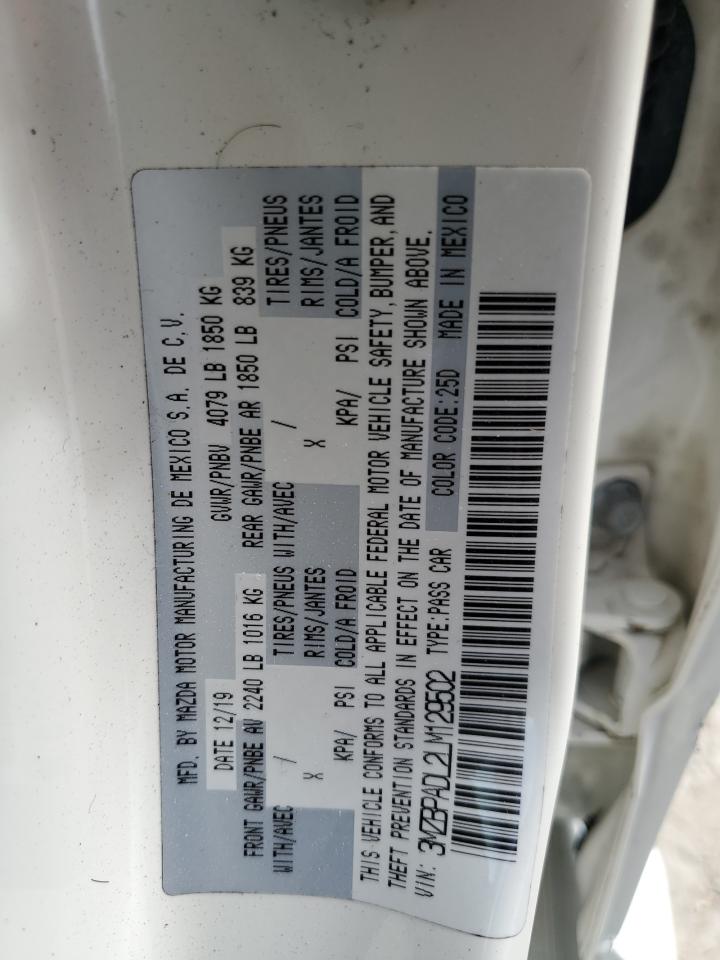 MFD. BY MAZDA MOTOR MANUFACTURING DE MEXICO S.A. DE C.V.
DATE 12/19 GVWR/PNBV 4079 LB 1850 KG
FRONT GAWR/PNBE AV 2240 LB 1016 KG REAR GAWR/PNBE AR 1850 LB 839 KG
WITH/AVEC / TIRES/PNEUS WITH/AVEC / TIRES/PNEUS
X RIMS/JANTES X RIMS/JANTES
KPA/ PSI COLD/A FROID KPA/ PSI COLD/A FROID
THIS VEHICLE CONFORMS TO ALL APPLICABLE FEDERAL MOTOR VEHICLE SAFETY, BUMPER, AND
THEFT PREVENTION STANDARDS IN EFFECT ON THE DATE OF MANUFACTURE SHOWN ABOVE.
VIN: 3MZBPADL2LM129502 TYPE:PASS CAR COLOR CODE:25D MADE IN MEXICO